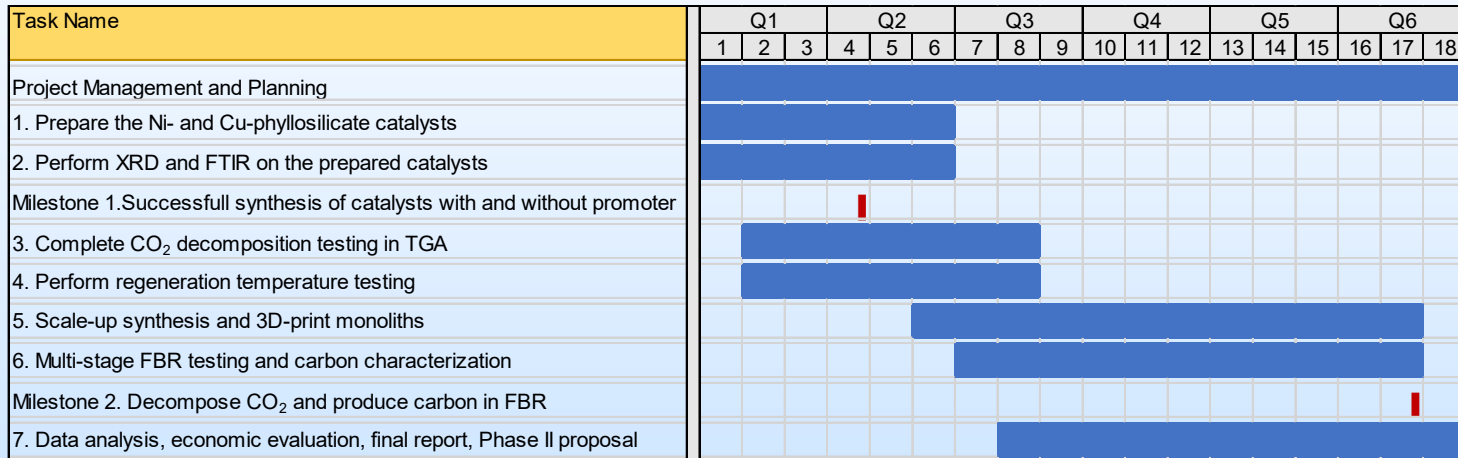 Task Name Q1 Q2 Q3 Q4 Q5 Q6
1 2 3 4 5 6 7 8 9 10 11 12 13 14 15 16 17 18
Project Management and Planning
1. Prepare the Ni- and Cu-phyllosilicate catalysts
2. Perform XRD and FTIR on the prepared catalysts
Milestone 1.Successfull synthesis of catalysts with and without promoter
3. Complete CO₂ decomposition testing in TGA
4. Perform regeneration temperature testing
5. Scale-up synthesis and 3D-print monoliths
6. Multi-stage FBR testing and carbon characterization
Milestone 2. Decompose CO₂ and produce carbon in FBR
7. Data analysis, economic evaluation, final report, Phase II proposal